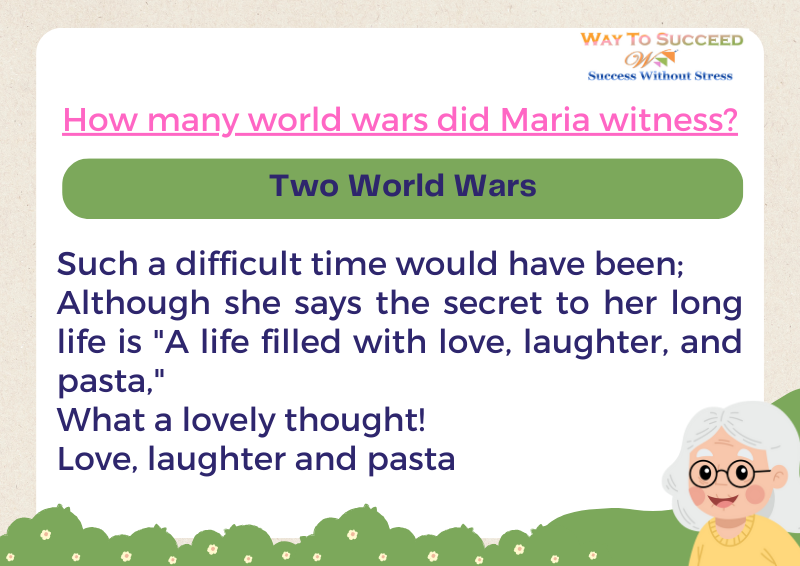 WAY TO SUCCEED
W
Success Without Stress
How many world wars did Maria witness?
Two World Wars
Such a difficult time would have been;
Although she says the secret to her long
life is "A life filled with love, laughter, and
pasta,"
What a lovely thought!
Love, laughter and pasta